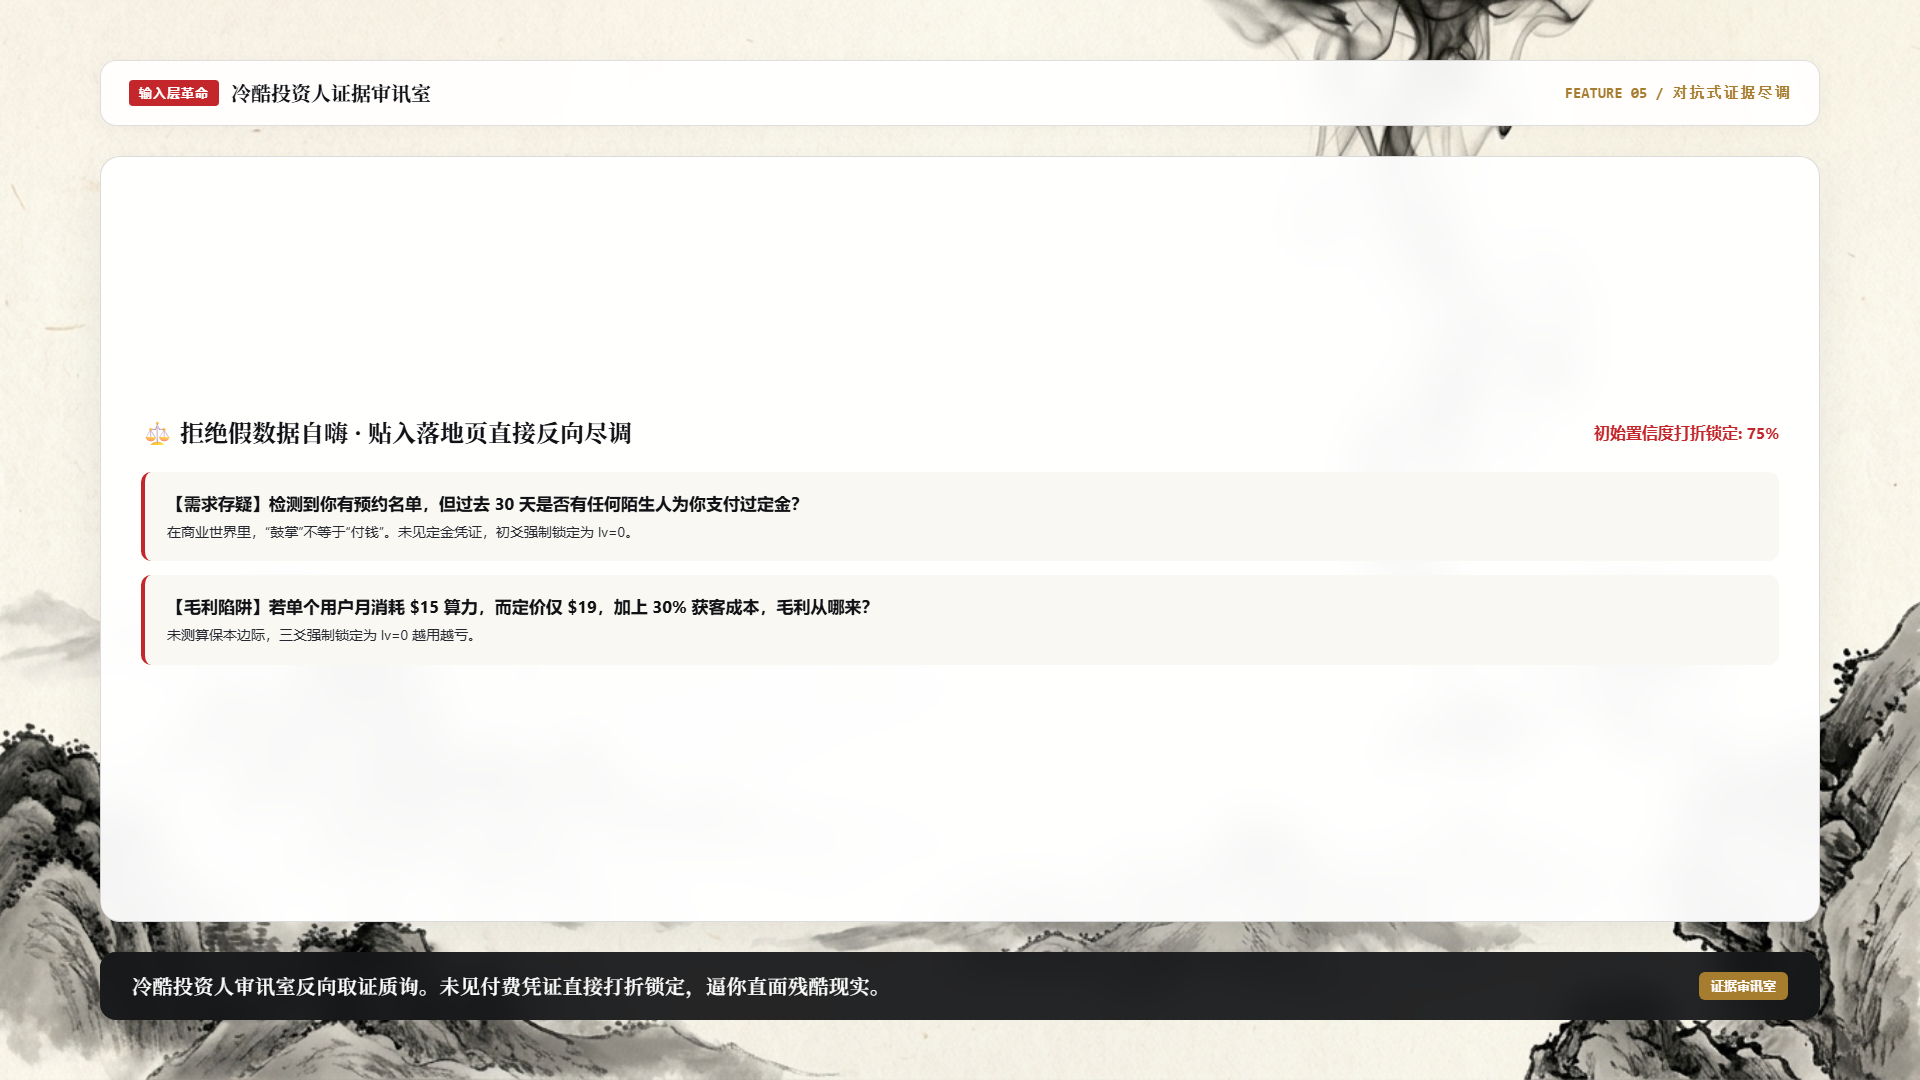 输入层革命 冷酷投资人证据审讯室 FEATURE 05 / 对抗式证据尽调
⚖️ 拒绝假数据自嗨 · 贴入落地页直接反向尽调 初始置信度打折锁定: 75%
【需求存疑】检测到你有预约名单，但过去 30 天是否有任何陌生人为你支付过定金？
在商业世界里，“鼓掌”不等于“付钱”。未见定金凭证，初爻强制锁定为 lv=0。
【毛利陷阱】若单个用户月消耗 $15 算力，而定价仅 $19，加上 30% 获客成本，毛利从哪来？
未测算保本边际，三爻强制锁定为 lv=0 越用越亏。
冷酷投资人审讯室反向取证质询。未见付费凭证直接打折锁定，逼你直面残酷现实。 证据审讯室